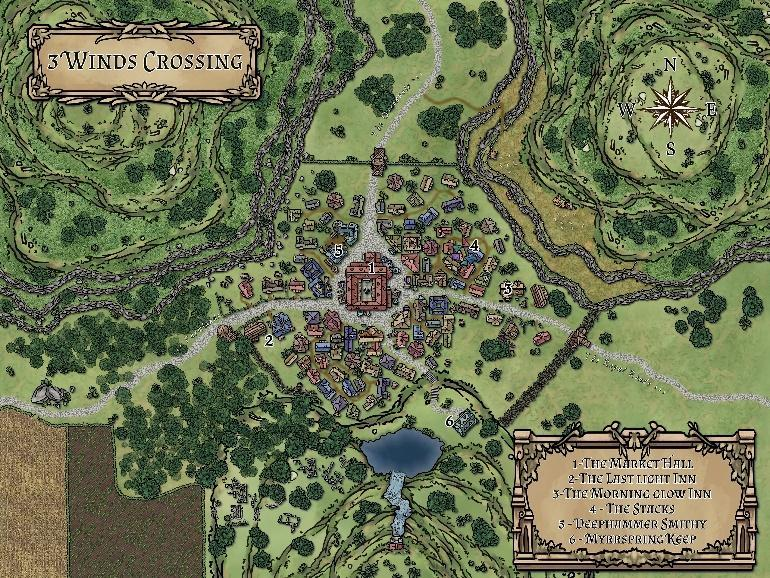 3 Winds Crossing
N
W
E
S
5
4
1
3
2
6
1-The Market Hall
2-The Last Light Inn
3-The Morning glow Inn
4 - The Stacks
5 - Deephammer Smithy
6 - Myrrspring Keep